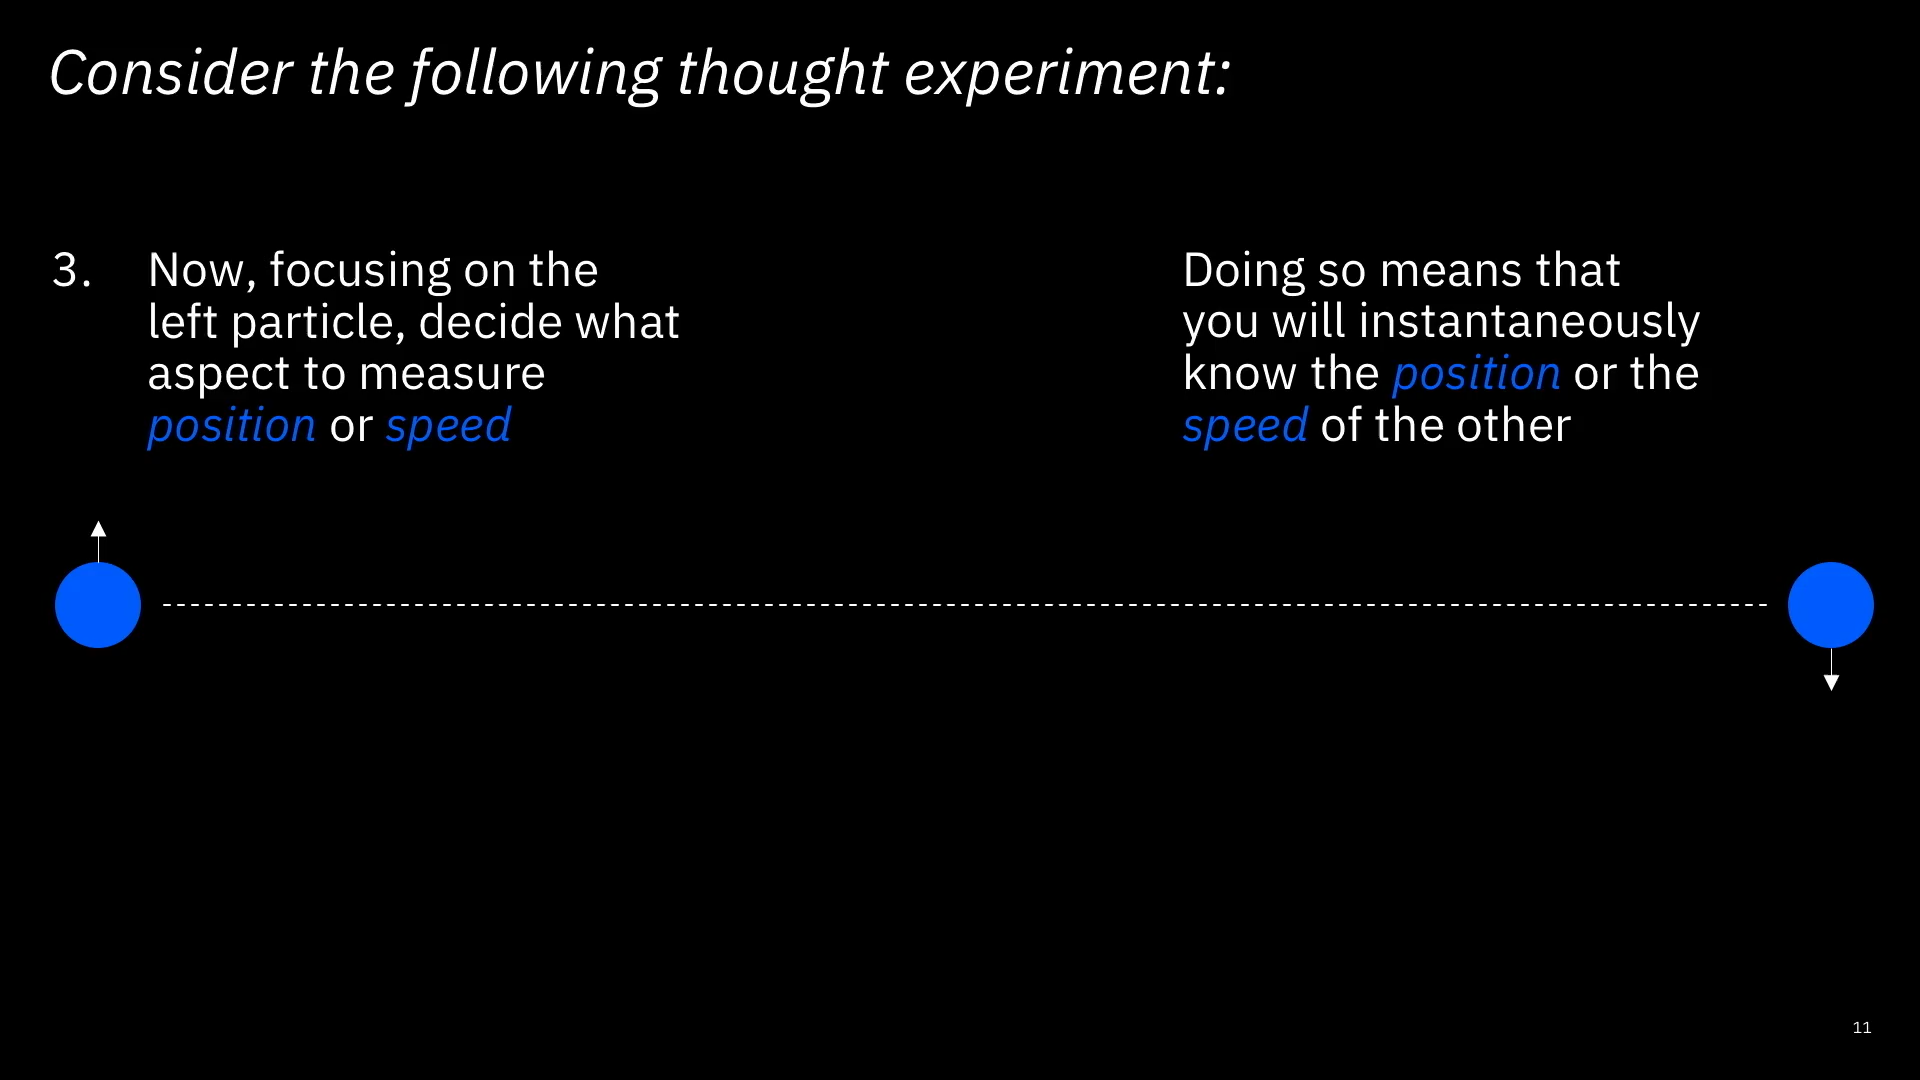 Consider the following thought experiment:
3. Now, focusing on the
left particle, decide what
aspect to measure
position or speed
Doing so means that
you will instantaneously
know the position or the
speed of the other
11